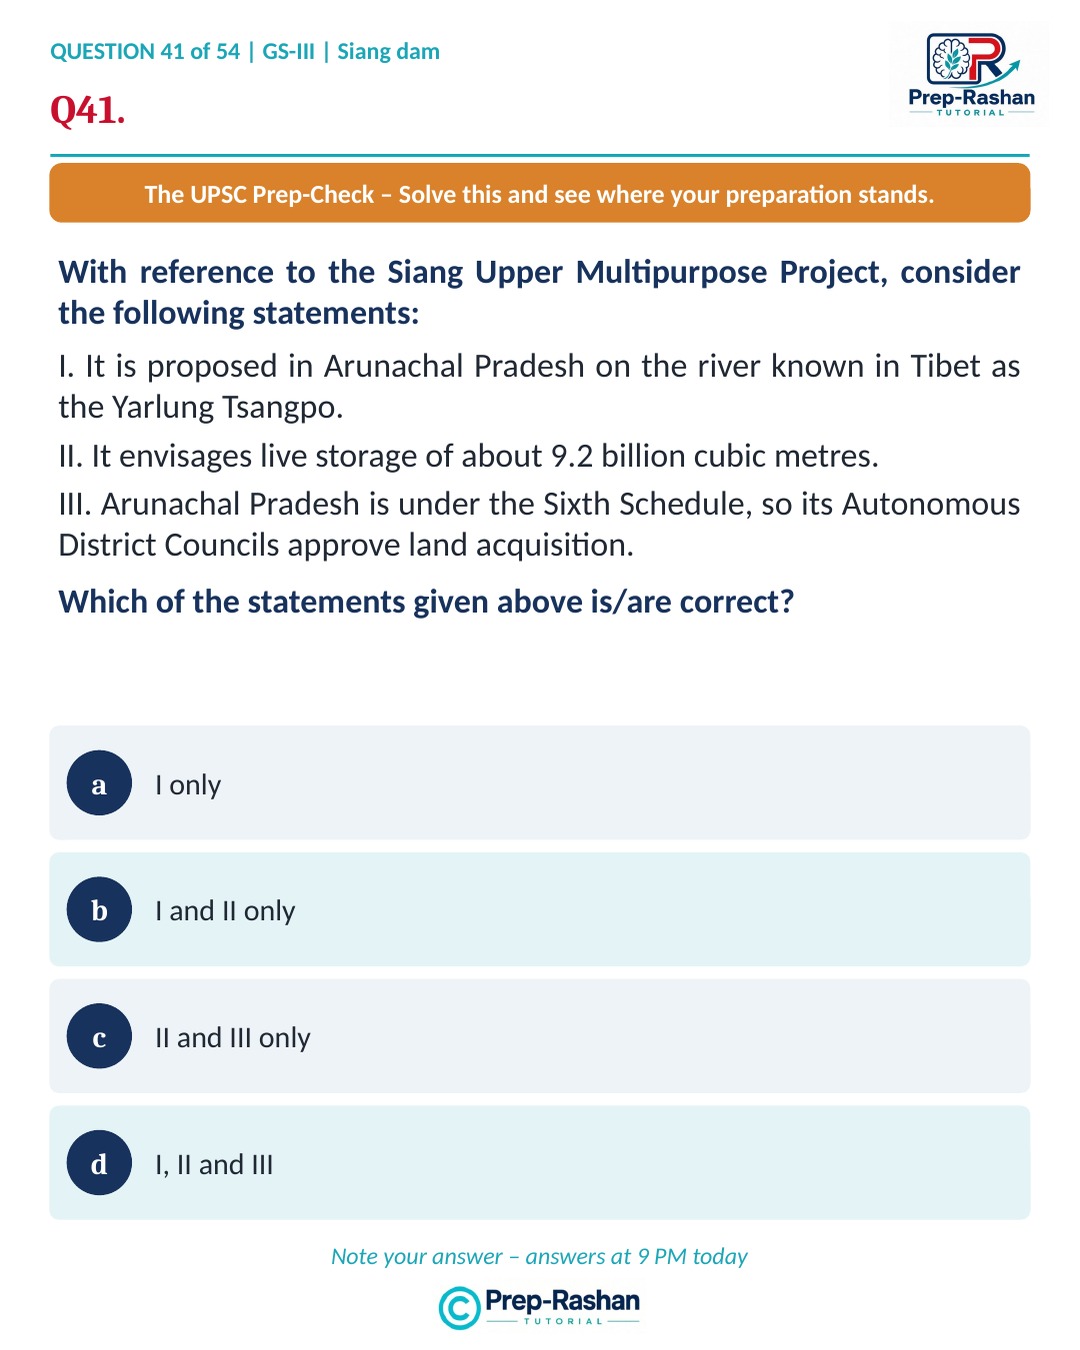 QUESTION 41 of 54 | GS-III | Siang dam
Q41.
Prep-Rashan
TUTORIAL
The UPSC Prep-Check – Solve this and see where your preparation stands.
With reference to the Siang Upper Multipurpose Project, consider
the following statements:
I. It is proposed in Arunachal Pradesh on the river known in Tibet as
the Yarlung Tsangpo.
II. It envisages live storage of about 9.2 billion cubic metres.
III. Arunachal Pradesh is under the Sixth Schedule, so its Autonomous
District Councils approve land acquisition.
Which of the statements given above is/are correct?
a I only
b I and II only
c II and III only
d I, II and III
Note your answer – answers at 9 PM today
© Prep-Rashan
TUTORIAL